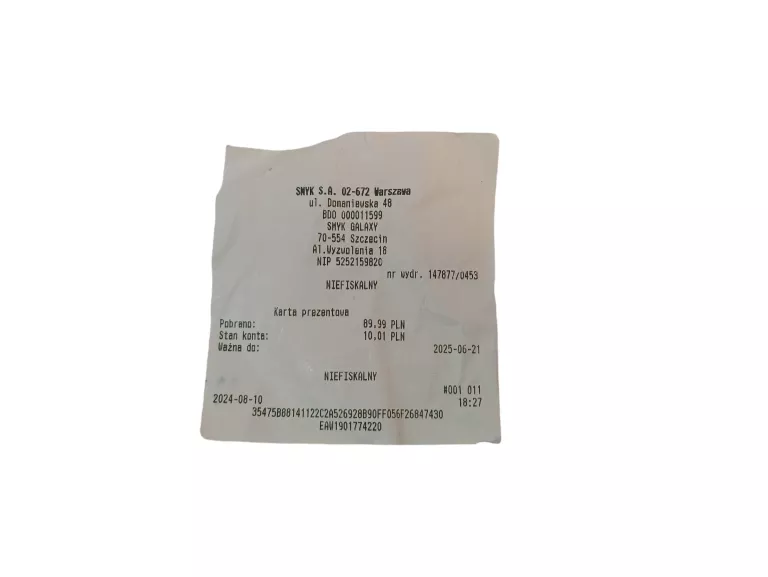 SMYK S.A. 02-672 Warszawa
ul. Domaniewska 48
BDO 000011599
SMYK GALAXY
70-554 Szczecin
Al.Wyzwolenia 18
NIP 5252159820
nr wydr. 147877/0453
NIEFISKALNY
Karta prezentowa
Pobrano: 89,99 PLN
Stan konta: 10,01 PLN
Ważna do: 2025-06-21
NIEFISKALNY
#001 011
2024-08-10 18:27
35475B88141122C2A526928B90FF056F26847430
EAW1901774220